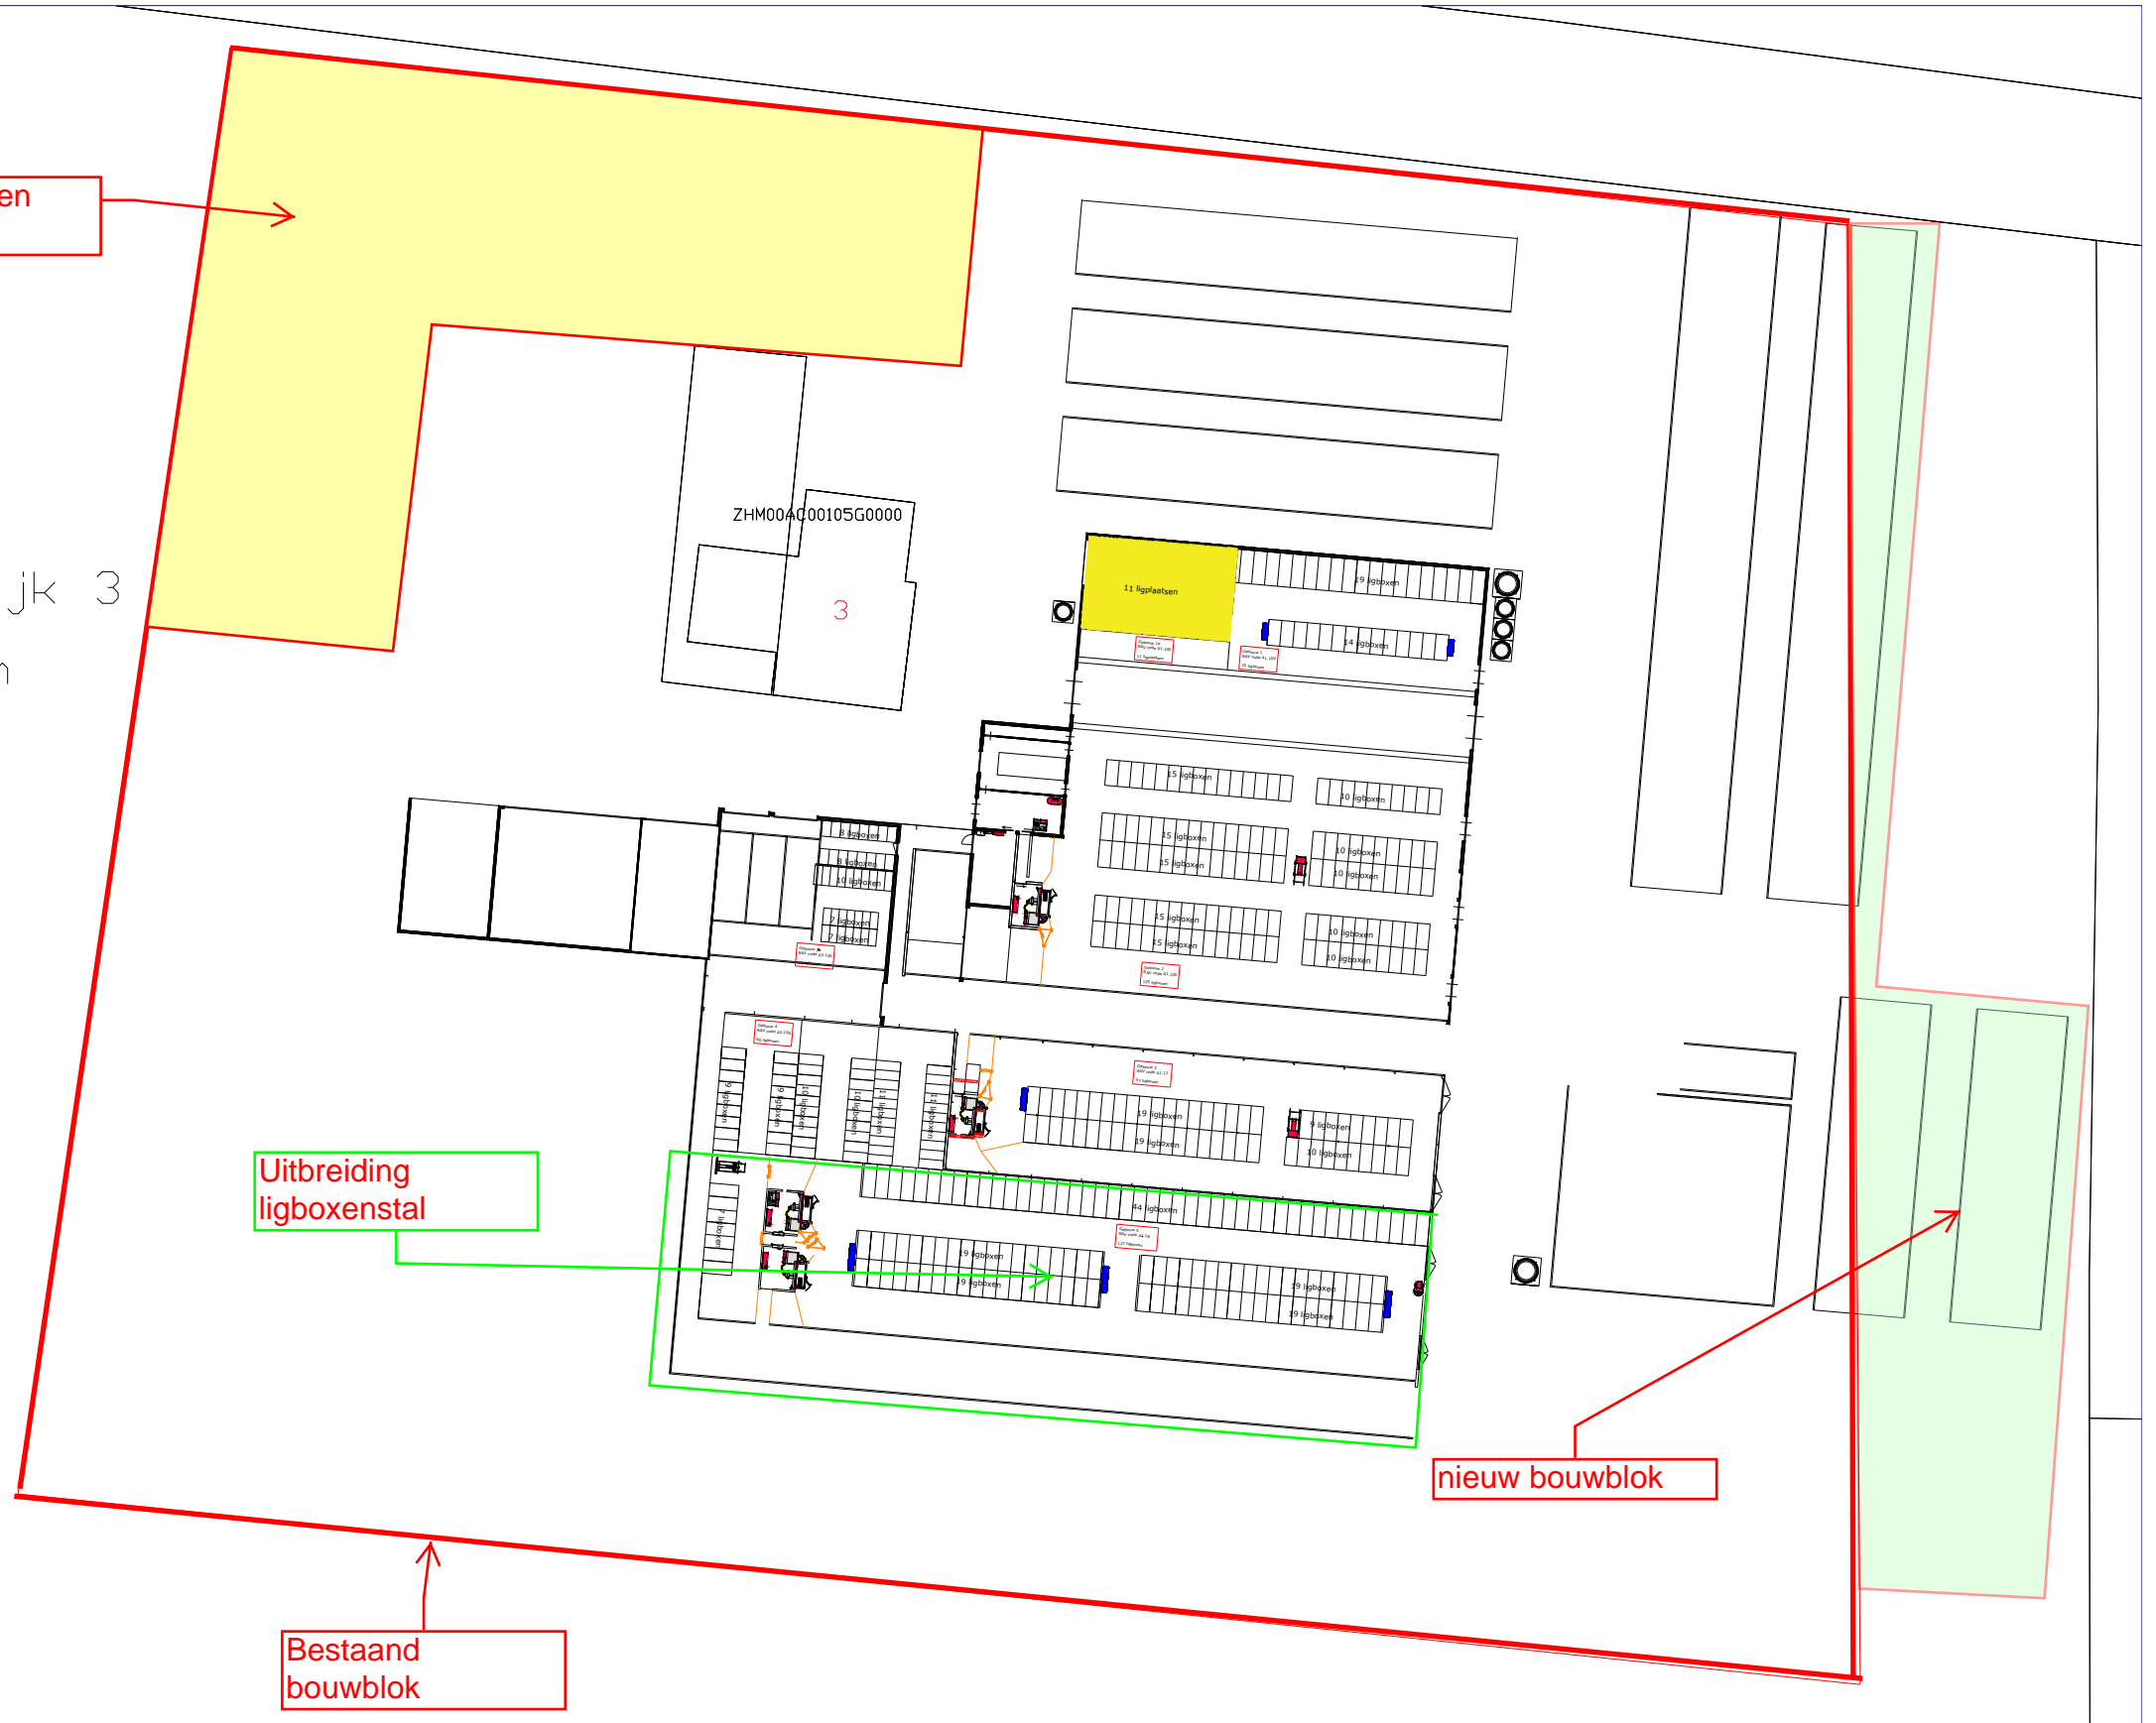 en
ZHM00AC00105G0000
jk 3
3
11 ligplaatsen
19 ligboxen
14 ligboxen
15 ligboxen
10 ligboxen
15 ligboxen
15 ligboxen
10 ligboxen
10 ligboxen
15 ligboxen
15 ligboxen
10 ligboxen
10 ligboxen
8 ligboxen
8 ligboxen
10 ligboxen
7 ligboxen
7 ligboxen
9 ligboxen
9 ligboxen
10 ligboxen
10 ligboxen
11 ligboxen
11 ligboxen
19 ligboxen
19 ligboxen
9 ligboxen
10 ligboxen
Uitbreiding
ligboxenstal
7 ligboxen
44 ligboxen
19 ligboxen
19 ligboxen
19 ligboxen
19 ligboxen
nieuw bouwblok
Bestaand
bouwblok